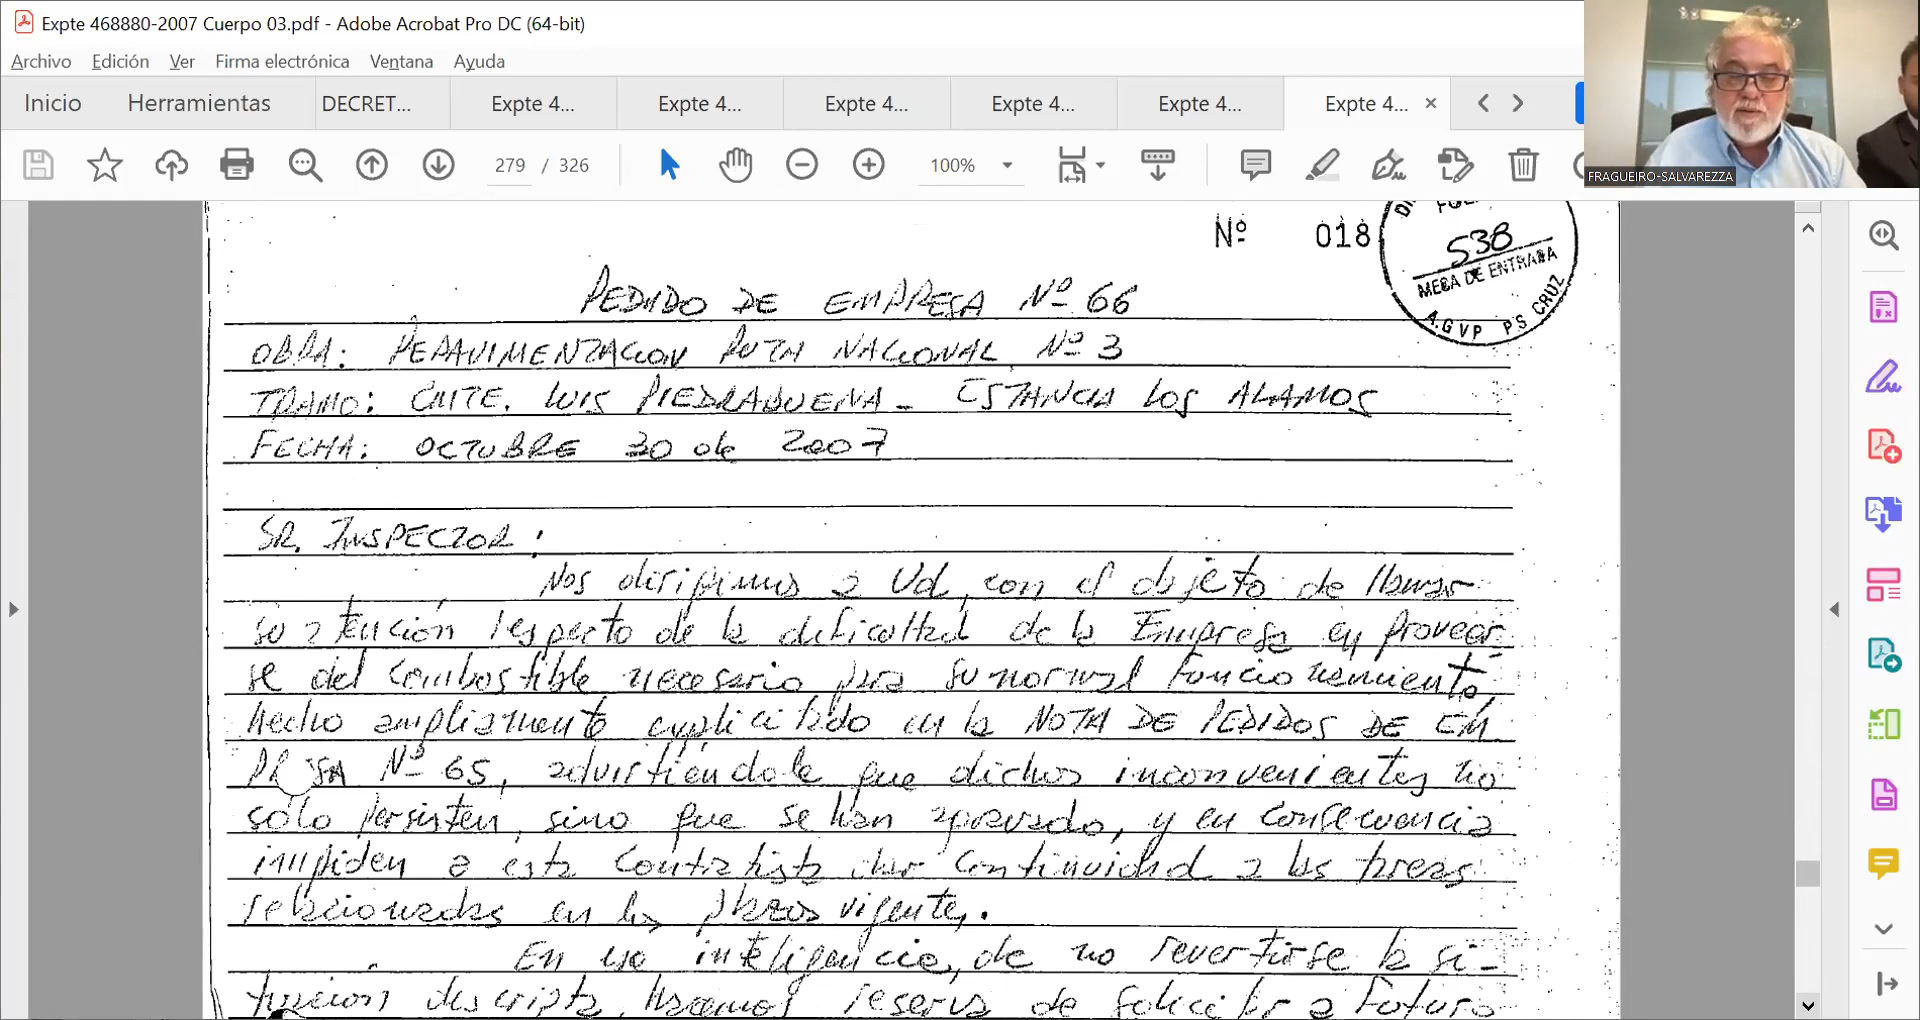 Expte 468880-2007 Cuerpo 03.pdf - Adobe Acrobat Pro DC (64-bit)
Archivo Edición Ver Firma electrónica Ventana Ayuda
Inicio Herramientas DECRET... Expte 4... Expte 4... Expte 4... Expte 4... Expte 4... Expte 4...
279 / 326 100%
FRAGUEIRO-SALVAREZZA
Nº 018
538
MESA DE ENTRADA
A.G.V.P P.S CRUZ
PEDIDO DE EMPRESA Nº 66
OBRA: REPAVIMENTACION RUTA NACIONAL Nº 3
TRAMO: CMTE. LUIS PIEDRABUENA - ESTANCIA LOS ALAMOS
FECHA: OCTUBRE 30 de 2007
SR. INSPECTOR:
Nos dirigimos a Ud, con el objeto de llamar
su atención respecto de la dificultad de la Empresa en proveer
se del combustible necesario para su normal funcionamiento,
hecho ampliamente explicitado en la NOTA DE PEDIDOS DE EM
PRESA Nº 65, advirtiéndole que dichos inconvenientes no
sólo persisten, sino que se han agravado, y en consecuencia
impiden a esta Contratista dar continuidad a las tareas
relacionadas en los plazos vigentes.
En esa inteligencia, de no revertirse la si-
tuación descripta, hacemos reserva de solicitar a futuro